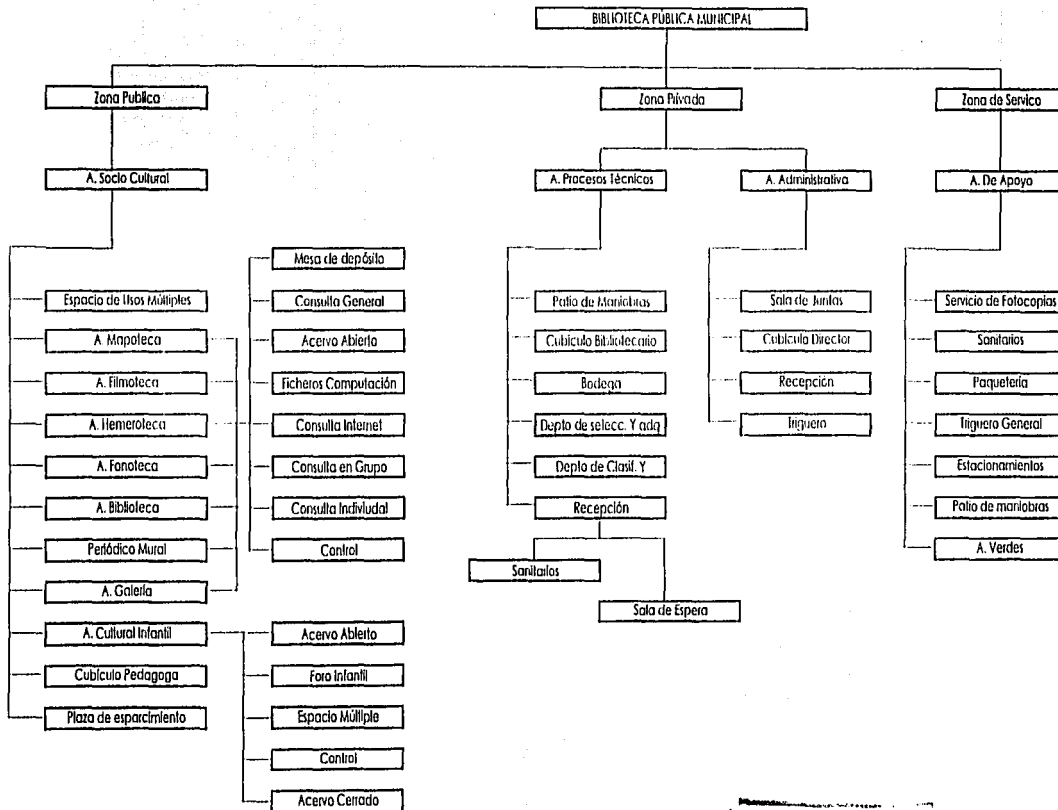 BIBLIOTECA PÚBLICA MUNICIPAL
Zona Publica
Zona Privada
Zona de Servico
A. Socio Cultural
A. Procesos Técnicos
A. Administrativa
A. De Apoyo
Espacio de Usos Múltiples
A. Mapoteca
A. Filmoteca
A. Hemeroteca
A. Fonoteca
A. Biblioteca
Periódico Mural
A. Galería
A. Cultural Infantil
Cubículo Pedagoga
Plaza de esparcimiento
Mesa de depósito
Consulta General
Acervo Abierto
Ficheros Computación
Consulta Internet
Consulta en Grupo
Consulta Individual
Control
Acervo Abierto
Foro Infantil
Espacio Múltiple
Control
Acervo Cerrado
Patio de Maniobras
Cubículo Bibliotecario
Bodega
Depto de selecc. Y adq
Depto de Clasif. Y
Recepción
Sanitarios
Sala de Espera
Sala de Juntas
Cubículo Director
Recepción
Triguero
Servicio de Fotocopias
Sanitarios
Paquetería
Triguero General
Estacionamientos
Patio de maniobras
A. Verdes